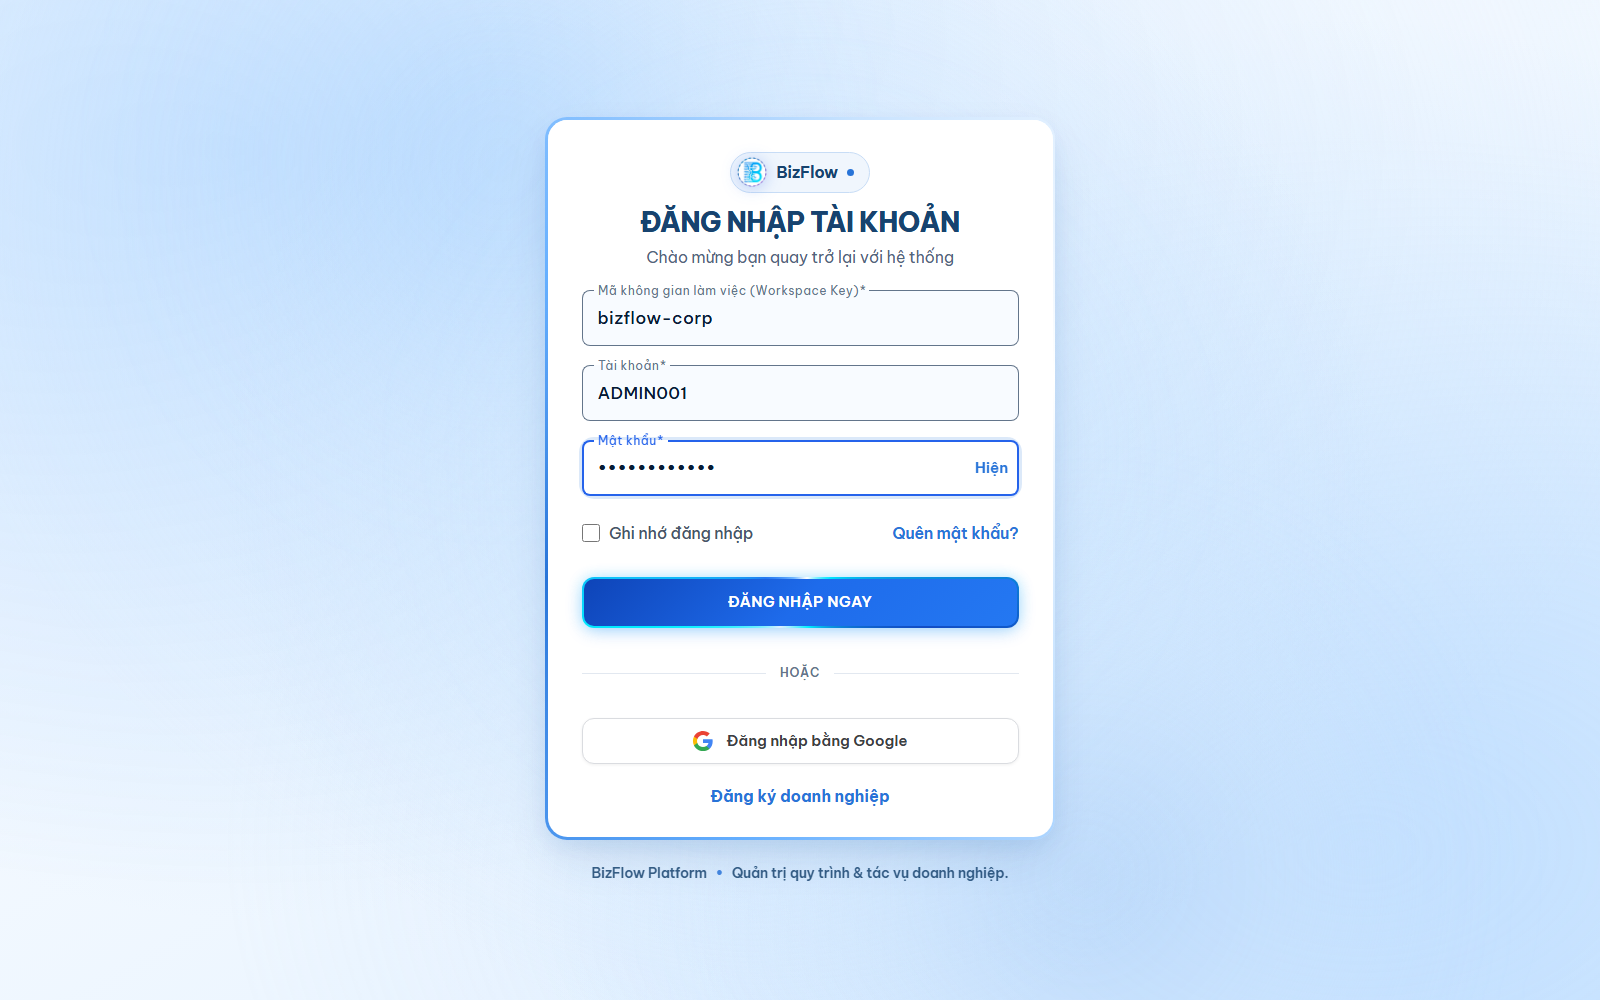 BizFlow
ĐĂNG NHẬP TÀI KHOẢN
Chào mừng bạn quay trở lại với hệ thống
Mã không gian làm việc (Workspace Key)*
bizflow-corp
Tài khoản*
ADMIN001
Mật khẩu*
••••••••••••
Hiện
Ghi nhớ đăng nhập
Quên mật khẩu?
ĐĂNG NHẬP NGAY
HOẶC
Đăng nhập bằng Google
Đăng ký doanh nghiệp
BizFlow Platform • Quản trị quy trình & tác vụ doanh nghiệp.